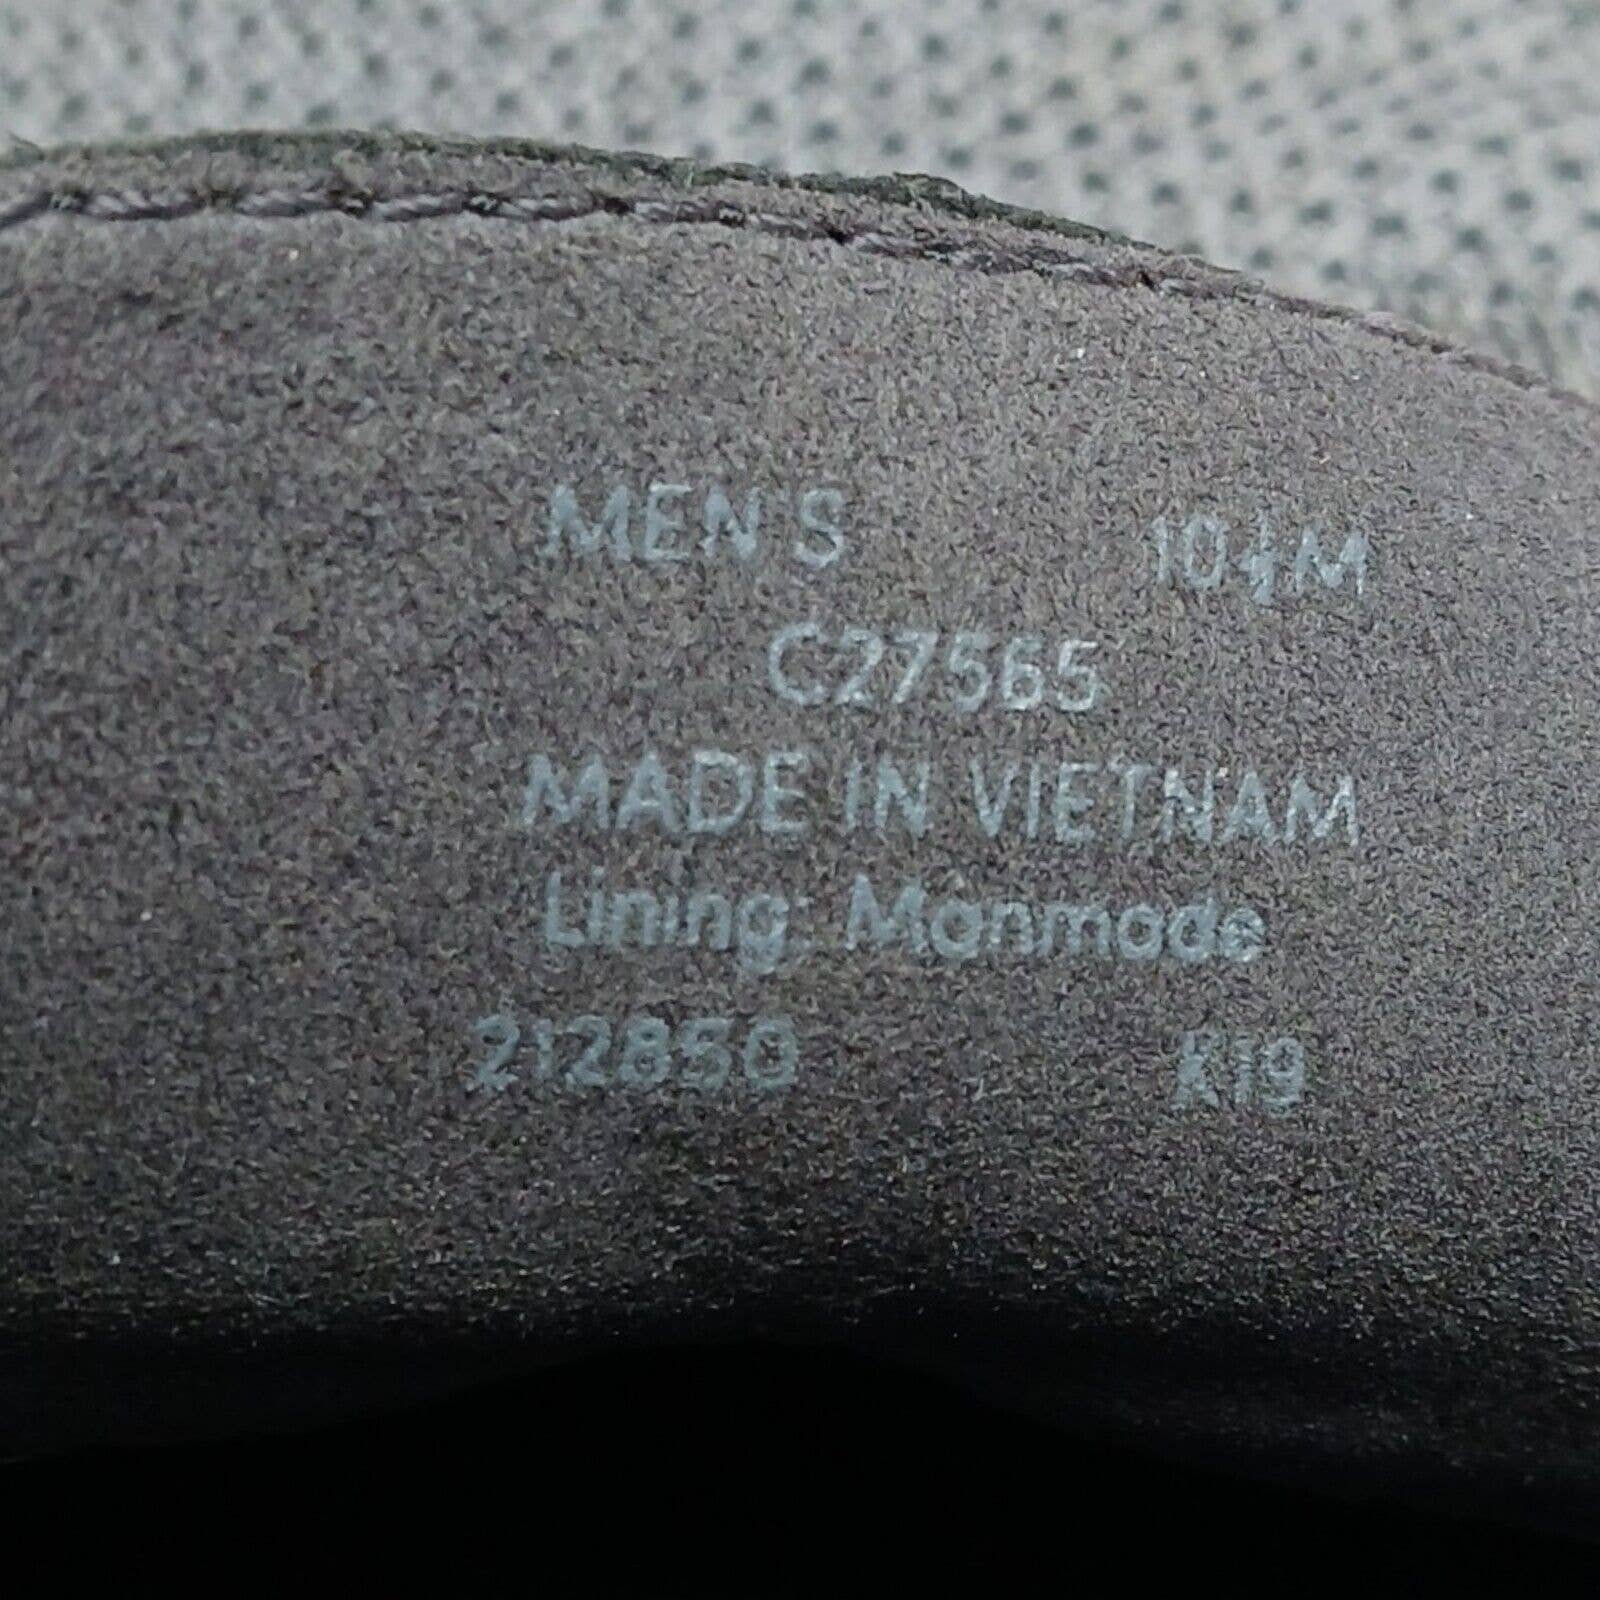 MEN'S 10½M
C27565
MADE IN VIETNAM
Lining: Manmade
212850 K19